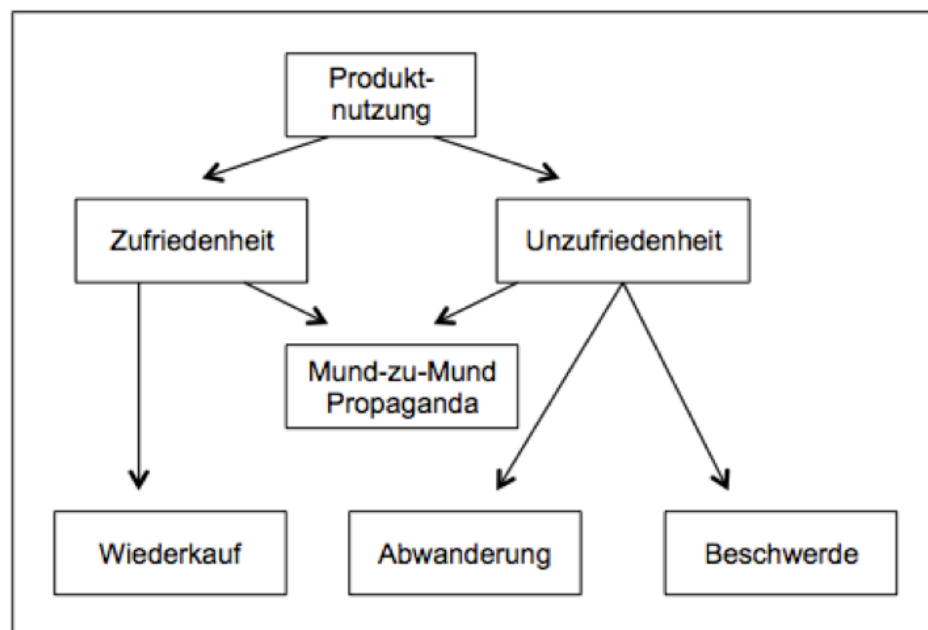 Produkt-
nutzung
Zufriedenheit
Unzufriedenheit
Mund-zu-Mund
Propaganda
Wiederkauf
Abwanderung
Beschwerde